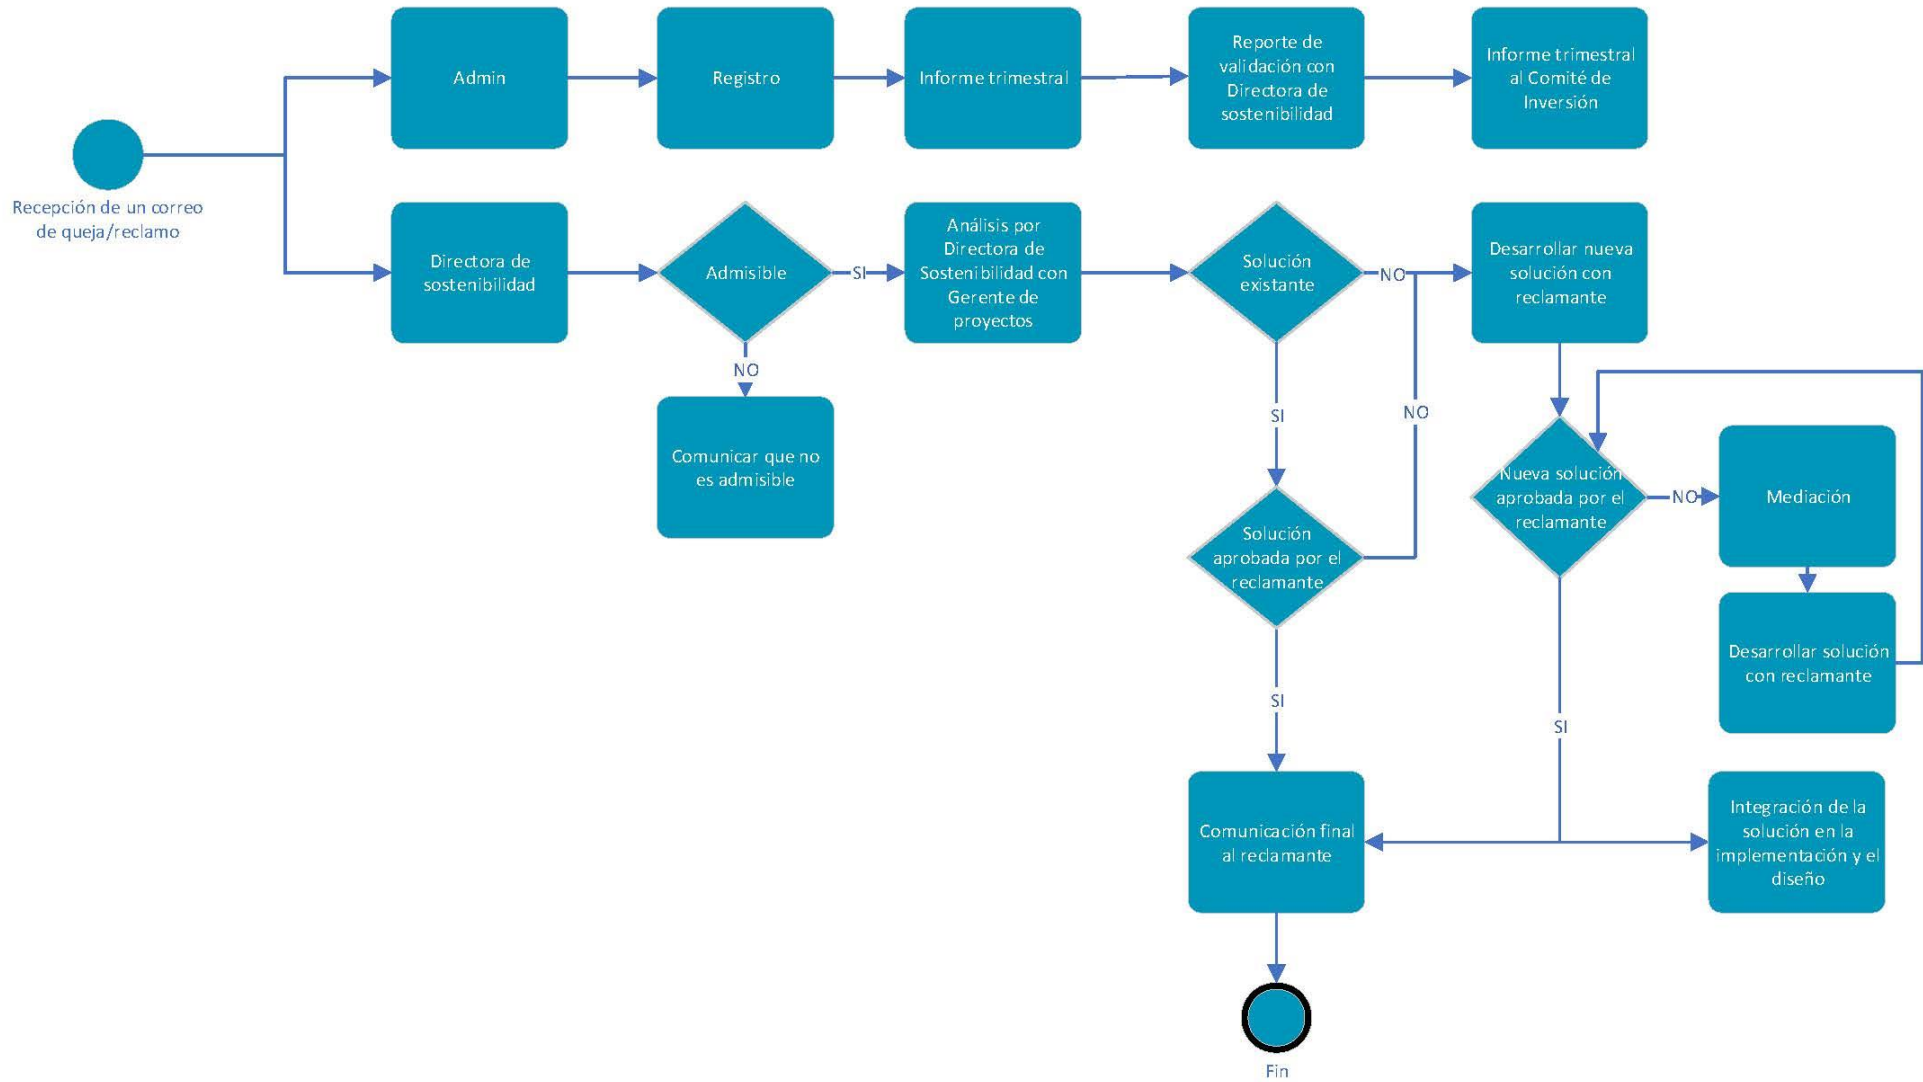 Admin
Registro
Informe trimestral
Reporte de
validación con
Directora de
sostenibilidad
Informe trimestral
al Comité de
Inversión
Recepción de un correo
de queja/reclamo
Directora de
sostenibilidad
Admisible
SI
Análisis por
Directora de
Sostenibilidad con
Gerente de
proyectos
Solución
existante
NO
Desarrollar nueva
solución con
reclamante
NO
Comunicar que no
es admisible
SI
NO
Nueva solución
aprobada por el
reclamante
NO
Mediación
Solución
aprobada por el
reclamante
Desarrollar solución
con reclamante
SI
SI
Comunicación final
al reclamante
Integración de la
solución en la
implementación y el
diseño
Fin